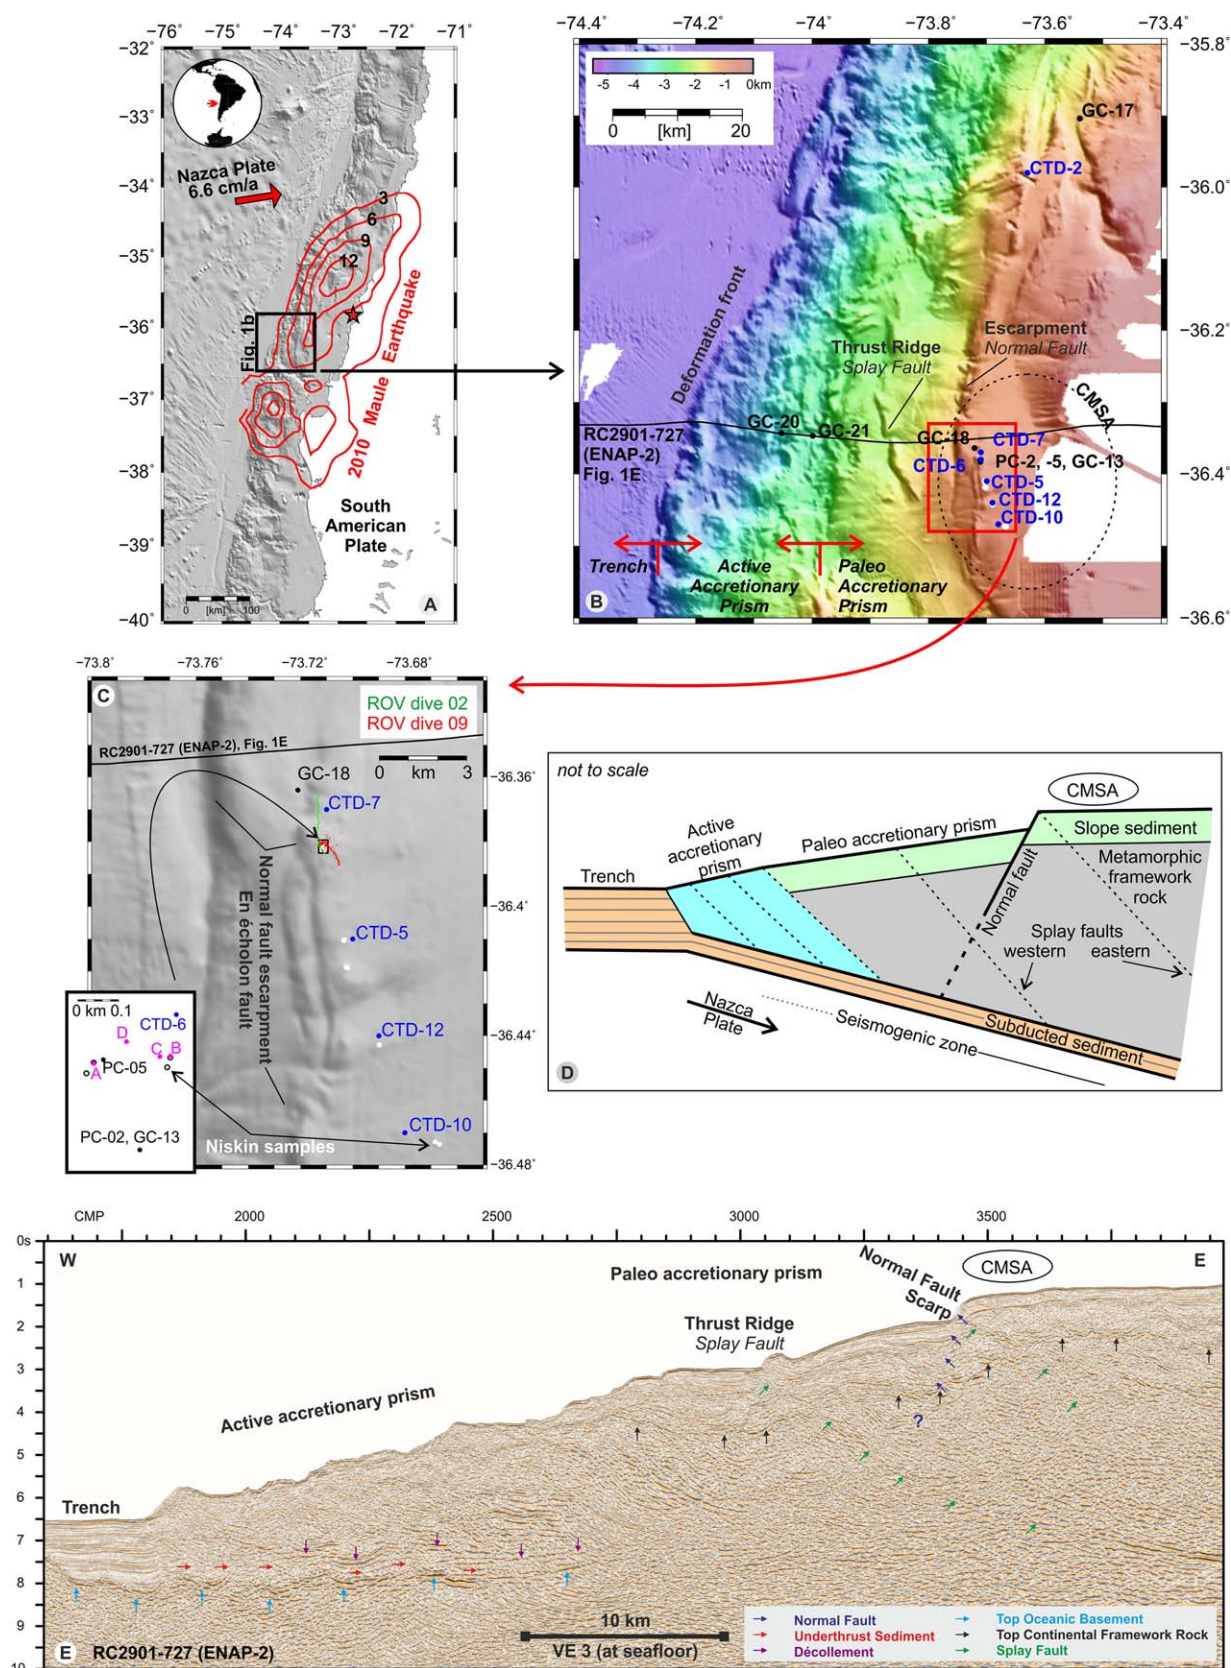 −76 −75 −74 −73 −72 −71
−32°
−33°
−34°
−35°
−36°
−37°
−38°
−39°
−40°
Nazca Plate
6.6 cm/a
3
6
9
12
Fig. 1b
2010 Maule Earthquake
South
American
Plate
0 [km] 100
A
−74.4 −74.2 −74 −73.8 −73.6 −73.4
−35.8°
−36.0°
−36.2°
−36.4°
−36.6°
−5 −4 −3 −2 −1 0km
0 [km] 20
GC-17
CTD-2
Deformation front
Thrust Ridge
Splay Fault
Escarpment
Normal Fault
CMSA
GC-20
GC-21
RC2901-727
(ENAP-2)
Fig. 1E
GC-18
CTD-7
CTD-6
PC-2, -5, GC-13
CTD-5
CTD-12
CTD-10
Trench
Active
Accretionary
Prism
Paleo
Accretionary
Prism
B
−73.8 −73.76 −73.72 −73.68
C
ROV dive 02
ROV dive 09
RC2901-727 (ENAP-2), Fig. 1E
0 km 3
−36.36°
−36.4°
−36.44°
−36.48°
GC-18
CTD-7
Normal fault escarpment
En écholon fault
CTD-5
CTD-12
CTD-10
Niskin samples
0 km 0.1
CTD-6
D
C B
PC-05
A
PC-02, GC-13
not to scale
CMSA
Active
accretionary
prism
Paleo accretionary prism
Slope sediment
Trench
Metamorphic
framework
rock
Normal fault
Splay faults
western eastern
Nazca
Plate
Seismogenic zone
Subducted sediment
D
CMP 2000 2500 3000 3500
0s
1
2
3
4
5
6
7
8
9
10
W
E
Paleo accretionary prism
Normal Fault
Scarp
CMSA
Thrust Ridge
Splay Fault
Active accretionary prism
?
Trench
10 km
VE 3 (at seafloor)
E RC2901-727 (ENAP-2)
Normal Fault
Underthrust Sediment
Décollement
Top Oceanic Basement
Top Continental Framework Rock
Splay Fault